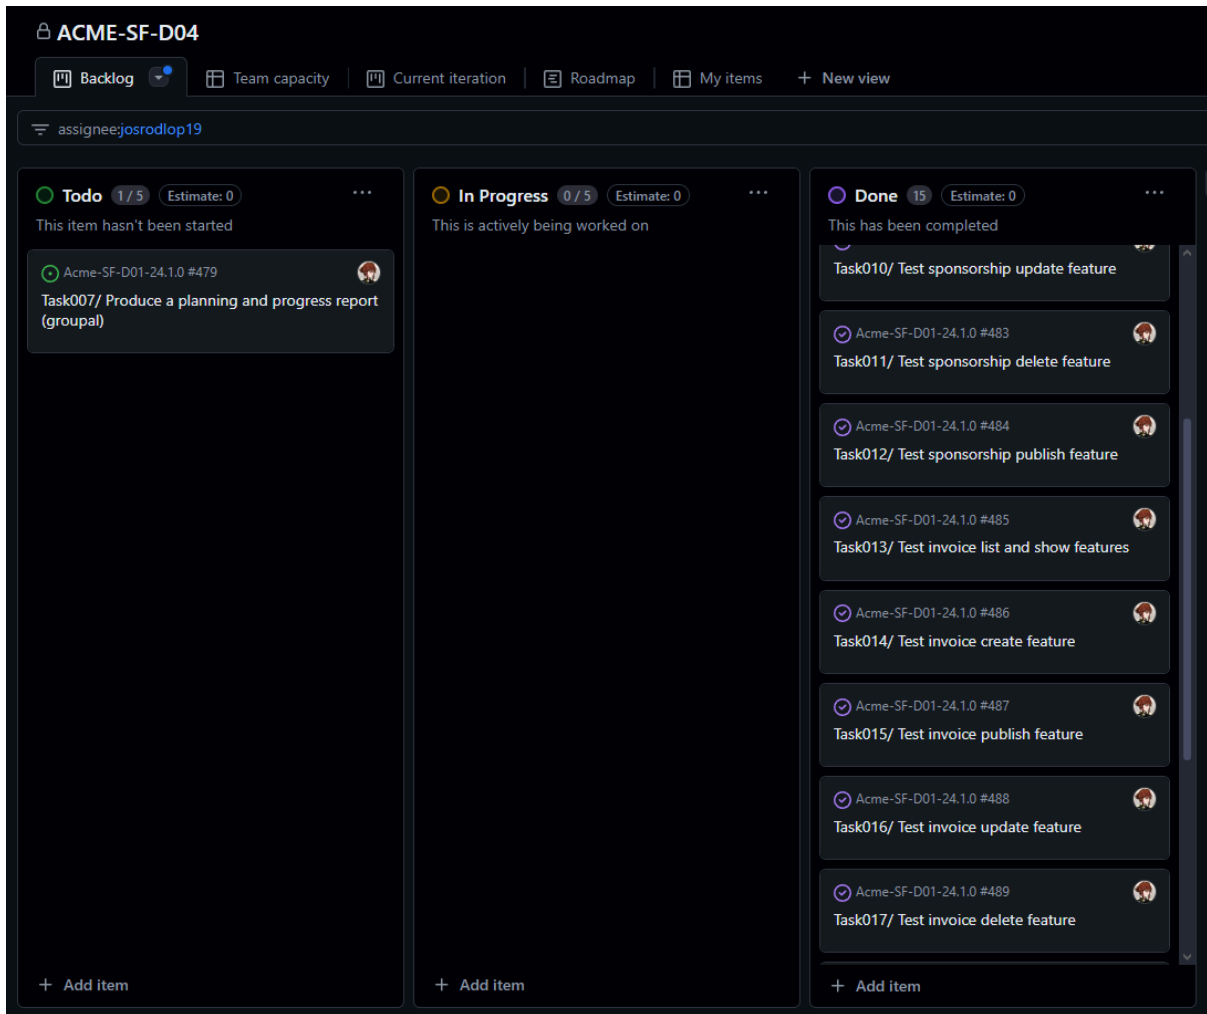 ACME-SF-D04
Backlog
Team capacity
Current iteration
Roadmap
My items
+ New view
assignee:josrodlop19
Todo 1 / 5 Estimate: 0 ...
This item hasn't been started
Acme-SF-D01-24.1.0 #479
Task007/ Produce a planning and progress report
(groupal)
+ Add item
In Progress 0 / 5 Estimate: 0 ...
This is actively being worked on
+ Add item
Done 15 Estimate: 0 ...
This has been completed
Task010/ Test sponsorship update feature
Acme-SF-D01-24.1.0 #483
Task011/ Test sponsorship delete feature
Acme-SF-D01-24.1.0 #484
Task012/ Test sponsorship publish feature
Acme-SF-D01-24.1.0 #485
Task013/ Test invoice list and show features
Acme-SF-D01-24.1.0 #486
Task014/ Test invoice create feature
Acme-SF-D01-24.1.0 #487
Task015/ Test invoice publish feature
Acme-SF-D01-24.1.0 #488
Task016/ Test invoice update feature
Acme-SF-D01-24.1.0 #489
Task017/ Test invoice delete feature
+ Add item